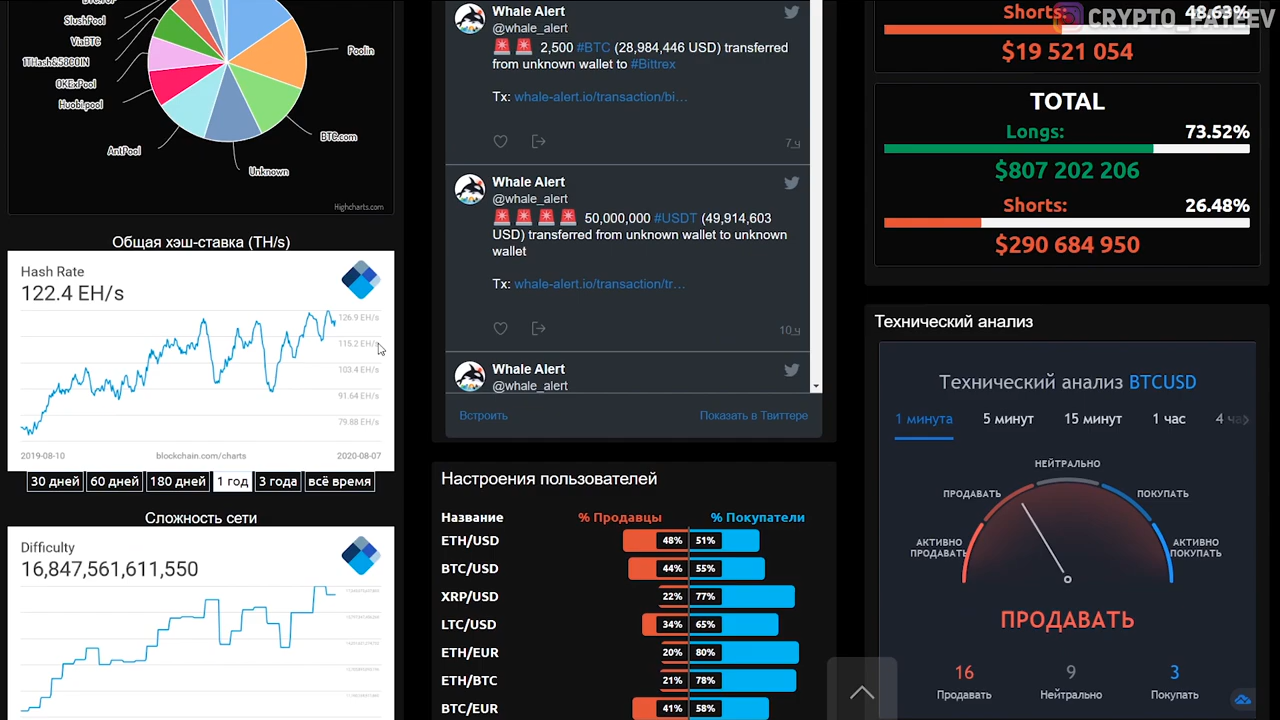 SlushPool
ViaBTC
1THash&58COIN
OKExPool
Huobi.pool
AntPool
Unknown
BTC.com
Poolin
Highcharts.com
Общая хэш-ставка (TH/s)
Hash Rate
122.4 EH/s
126.9 EH/s
115.2 EH/s
103.4 EH/s
91.64 EH/s
79.88 EH/s
2019-08-10 blockchain.com/charts 2020-08-07
30 дней 60 дней 180 дней 1 год 3 года всё время
Сложность сети
Difficulty
16,847,561,611,550
Whale Alert
@whale_alert
2,500 #BTC (28,984,446 USD) transferred
from unknown wallet to #Bittrex
Tx: whale-alert.io/transaction/bi…
7ч
Whale Alert
@whale_alert
50,000,000 #USDT (49,914,603
USD) transferred from unknown wallet to unknown
wallet
Tx: whale-alert.io/transaction/tr…
10ч
Whale Alert
@whale_alert
Встроить Показать в Твиттере
Настроения пользователей
Название % Продавцы % Покупатели
ETH/USD 48% 51%
BTC/USD 44% 55%
XRP/USD 22% 77%
LTC/USD 34% 65%
ETH/EUR 20% 80%
ETH/BTC 21% 78%
BTC/EUR 41% 58%
CRYPTO_FATEEV
Shorts: 48.63%
$19 521 054
TOTAL
Longs: 73.52%
$807 202 206
Shorts: 26.48%
$290 684 950
Технический анализ
Технический анализ BTCUSD
1 минута 5 минут 15 минут 1 час 4 час
НЕЙТРАЛЬНО
ПРОДАВАТЬ ПОКУПАТЬ
АКТИВНО ПРОДАВАТЬ
АКТИВНО ПОКУПАТЬ
ПРОДАВАТЬ
16 9 3
Продавать Нейтрально Покупать